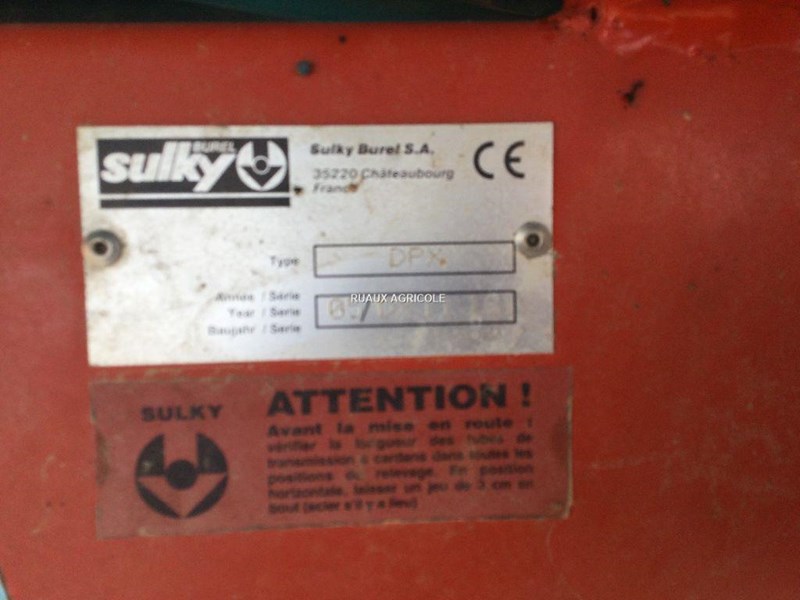 BUREL
sulky
Sulky Burel S.A.
35220 Châteaubourg
France
CE
Type DPX
Année / Série
Year / Serie
Baujahr / Serie
RUAUX AGRICOLE
SULKY
ATTENTION !
Avant la mise en route :
vérifier la longueur des tubes de
transmission à cardans dans toutes les
positions de relevage. En position
horizontale, laisser un jeu de 3 cm en
bout (scier s'il y a lieu)